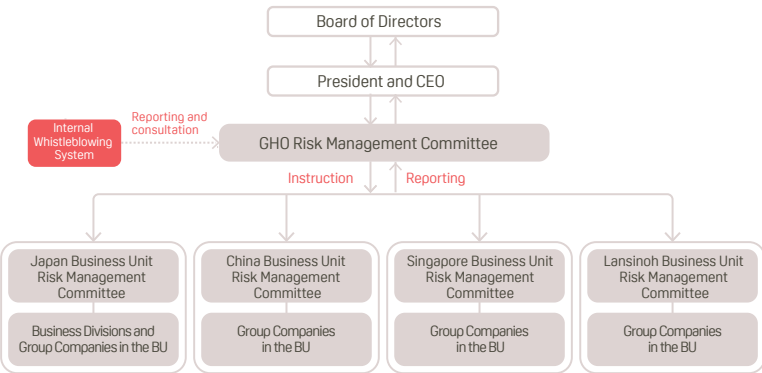 Board of Directors
President and CEO
Reporting and
consultation
Internal
Whistleblowing
System
GHO Risk Management Committee
Instruction
Reporting
Japan Business Unit
Risk Management
Committee
China Business Unit
Risk Management
Committee
Singapore Business Unit
Risk Management
Committee
Lansinoh Business Unit
Risk Management
Committee
Business Divisions and
Group Companies in the BU
Group Companies
in the BU
Group Companies
in the BU
Group Companies
in the BU